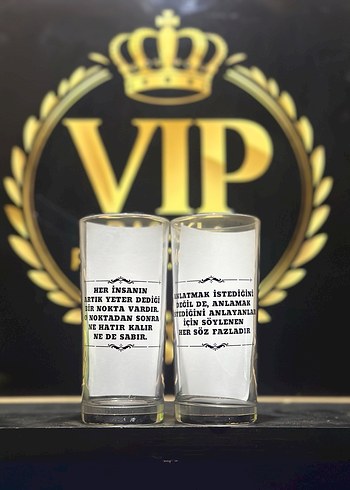 VIP
HER İNSANIN
ARTIK YETER DEDİĞİ
BİR NOKTA VARDIR.
O NOKTADAN SONRA
NE HATIR KALIR
NE DE SABIR.
ANLATMAK İSTEDİĞİNİ
DEĞİL DE, ANLAMAK
İSTEDİĞİNİ ANLAYANLAR
İÇİN SÖYLENEN
HER SÖZ FAZLADIR